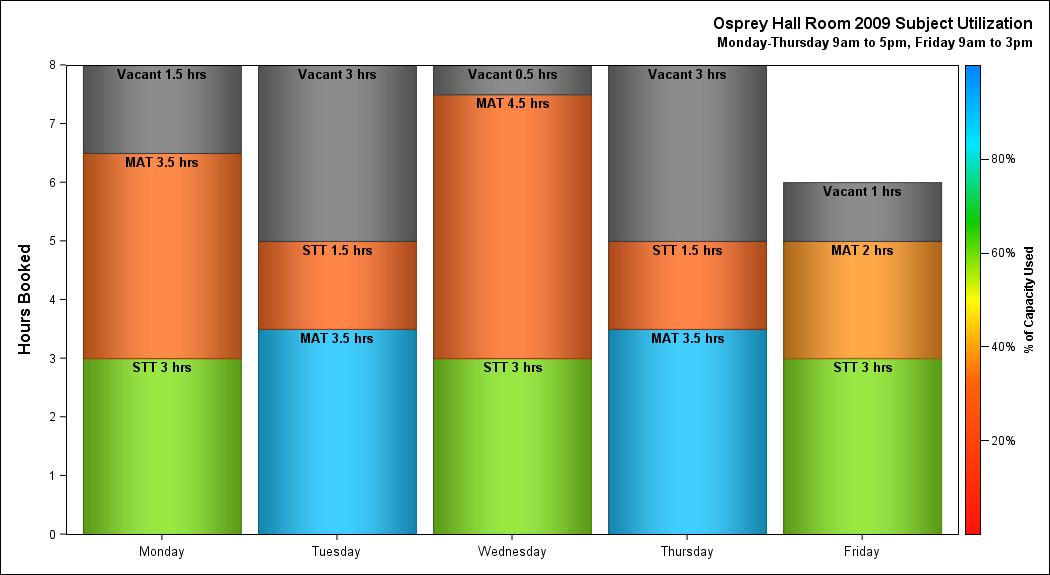 Osprey Hall Room 2009 Subject Utilization
Monday-Thursday 9am to 5pm, Friday 9am to 3pm
Hours Booked
8
7
6
5
4
3
2
1
0
Vacant 1.5 hrs
MAT 3.5 hrs
STT 3 hrs
Vacant 3 hrs
STT 1.5 hrs
MAT 3.5 hrs
Vacant 0.5 hrs
MAT 4.5 hrs
STT 3 hrs
Vacant 3 hrs
STT 1.5 hrs
MAT 3.5 hrs
Vacant 1 hrs
MAT 2 hrs
STT 3 hrs
Monday
Tuesday
Wednesday
Thursday
Friday
80%
60%
40%
20%
% of Capacity Used